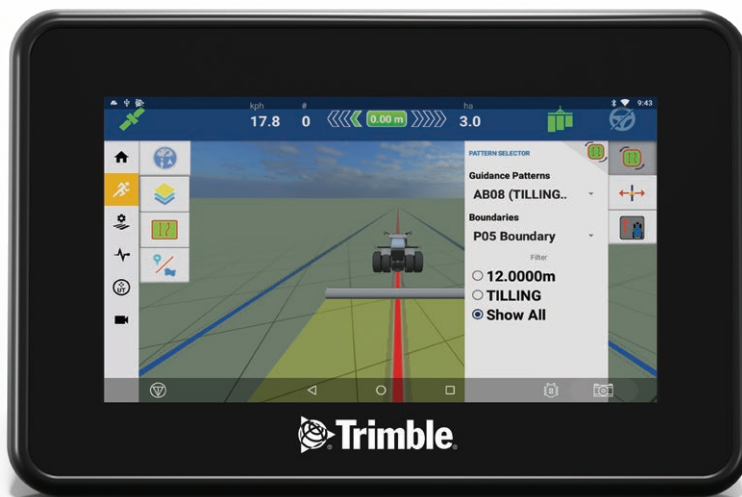 9:43
kph
#
ha
17.8
0
0.00 m
3.0
PATTERN SELECTOR
Guidance Patterns
AB08 (TILLING..
Boundaries
P05 Boundary
Filter
12.0000m
TILLING
Show All
UT
Trimble